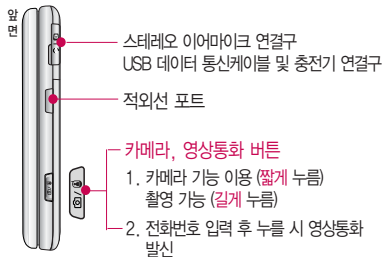 앞
면
스테레오 이어마이크 연결구
USB 데이터 통신케이블 및 충전기 연결구
적외선 포트
카메라, 영상통화 버튼
1. 카메라 기능 이용 (짧게 누름)
촬영 가능 (길게 누름)
2. 전화번호 입력 후 누를 시 영상통화
발신